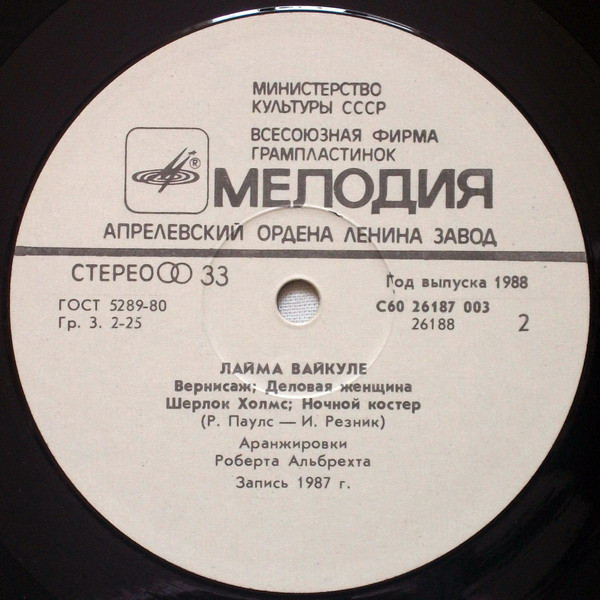 МИНИСТЕРСТВО
КУЛЬТУРЫ СССР
ВСЕСОЮЗНАЯ ФИРМА
ГРАМПЛАСТИНОК
® МЕЛОДИЯ
АПРЕЛЕВСКИЙ ОРДЕНА ЛЕНИНА ЗАВОД
СТЕРЕО 33
Год выпуска 1988
ГОСТ 5289-80
С60 26187 003
Гр. 3. 2-25
26188 2
ЛАЙМА ВАЙКУЛЕ
Вернисаж; Деловая женщина
Шерлок Холмс; Ночной костер
(Р. Паулс — И. Резник)
Аранжировки
Роберта Альбрехта
Запись 1987 г.